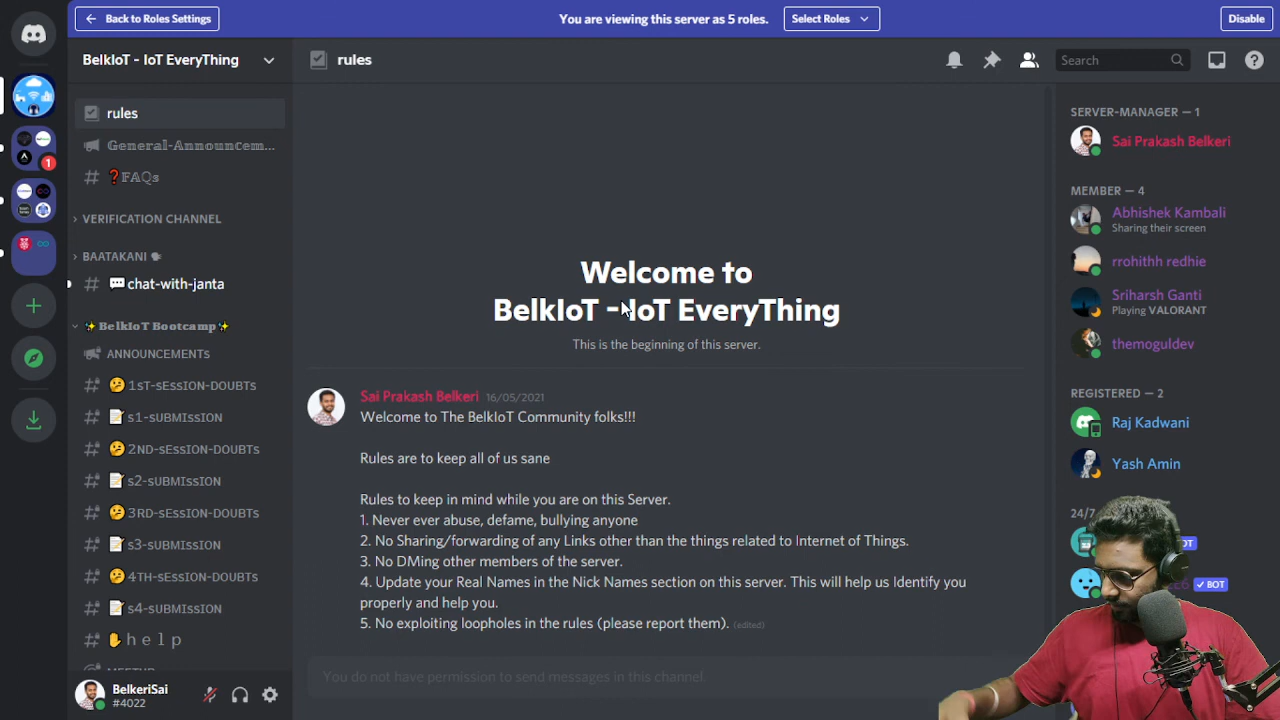 Back to Roles Settings
You are viewing this server as 5 roles.
Select Roles
Disable
BelkIoT - IoT EveryThing
rules
Search
rules
General-Announcem...
❓FAQs
VERIFICATION CHANNEL
BAATAKANI
💬chat-with-janta
✨BelkIoT Bootcamp✨
ANNOUNCEMENTS
🤔1sT-sEssION-DOUBTs
📝s1-sUBMIssION
🤔2ND-sEssION-DOUBTs
📝s2-sUBMIssION
🤔3RD-sEssION-DOUBTs
📝s3-sUBMIssION
🤔4TH-sEssION-DOUBTs
📝s4-sUBMIssION
✋h e l p
BelkeriSai
#4022
Welcome to
BelkIoT - IoT EveryThing
This is the beginning of this server.
Sai Prakash Belkeri 16/05/2021
Welcome to The BelkIoT Community folks!!!
Rules are to keep all of us sane
Rules to keep in mind while you are on this Server.
1. Never ever abuse, defame, bullying anyone
2. No Sharing/forwarding of any Links other than the things related to Internet of Things.
3. No DMing other members of the server.
4. Update your Real Names in the Nick Names section on this server. This will help us Identify you
properly and help you.
5. No exploiting loopholes in the rules (please report them). (edited)
You do not have permission to send messages in this channel.
SERVER-MANAGER — 1
Sai Prakash Belkeri
MEMBER — 4
Abhishek Kambali
Sharing their screen
rrohithh redhie
Sriharsh Ganti
Playing VALORANT
themoguldev
REGISTERED — 2
Raj Kadwani
Yash Amin
24/7
BOT
✓ BOT
1